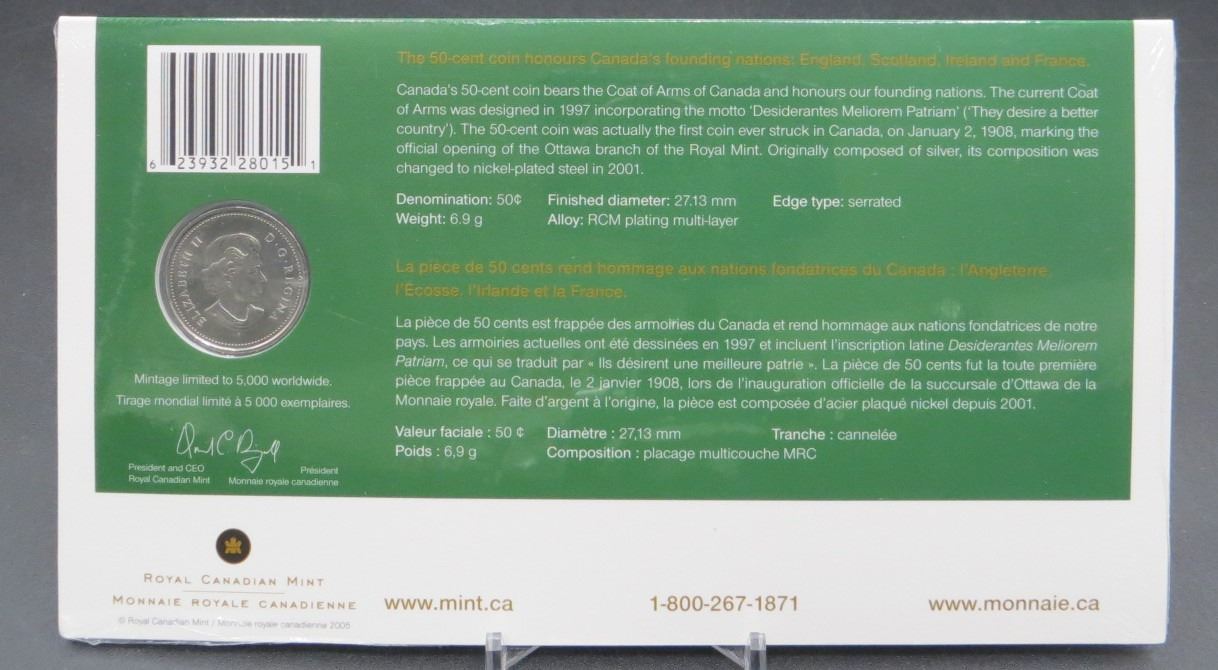 6 23932 28015 1
ELIZABETH II D·G·REGINA
Mintage limited to 5,000 worldwide.
Tirage mondial limité à 5 000 exemplaires.
President and CEO
Royal Canadian Mint
Président
Monnaie royale canadienne
The 50-cent coin honours Canada's founding nations: England, Scotland, Ireland and France.
Canada's 50-cent coin bears the Coat of Arms of Canada and honours our founding nations. The current Coat
of Arms was designed in 1997 incorporating the motto 'Desiderantes Meliorem Patriam' ('They desire a better
country'). The 50-cent coin was actually the first coin ever struck in Canada, on January 2, 1908, marking the
official opening of the Ottawa branch of the Royal Mint. Originally composed of silver, its composition was
changed to nickel-plated steel in 2001.
Denomination: 50¢ Finished diameter: 27.13 mm Edge type: serrated
Weight: 6.9 g Alloy: RCM plating multi-layer
La pièce de 50 cents rend hommage aux nations fondatrices du Canada : l'Angleterre,
l'Écosse, l'Irlande et la France.
La pièce de 50 cents est frappée des armoiries du Canada et rend hommage aux nations fondatrices de notre
pays. Les armoiries actuelles ont été dessinées en 1997 et incluent l'inscription latine Desiderantes Meliorem
Patriam, ce qui se traduit par « Ils désirent une meilleure patrie ». La pièce de 50 cents fut la toute première
pièce frappée au Canada, le 2 janvier 1908, lors de l'inauguration officielle de la succursale d'Ottawa de la
Monnaie royale. Faite d'argent à l'origine, la pièce est composée d'acier plaqué nickel depuis 2001.
Valeur faciale : 50 ¢ Diamètre : 27,13 mm Tranche : cannelée
Poids : 6,9 g Composition : placage multicouche MRC
ROYAL CANADIAN MINT
MONNAIE ROYALE CANADIENNE
© Royal Canadian Mint / Monnaie royale canadienne 2005
www.mint.ca 1-800-267-1871 www.monnaie.ca